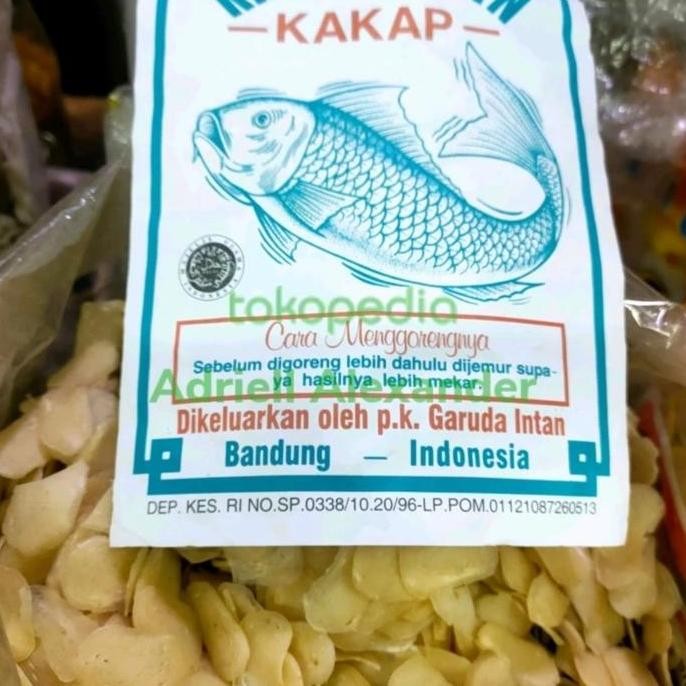 —KAKAP—
tokopedia
Cara Menggorengnya
Sebelum digoreng lebih dahulu dijemur supa-
ya hasilnya lebih mekar.
Adriell Alexander
Dikeluarkan oleh p.k. Garuda Intan
Bandung — Indonesia
DEP. KES. RI NO.SP.0338/10.20/96-LP.POM.01121087260513